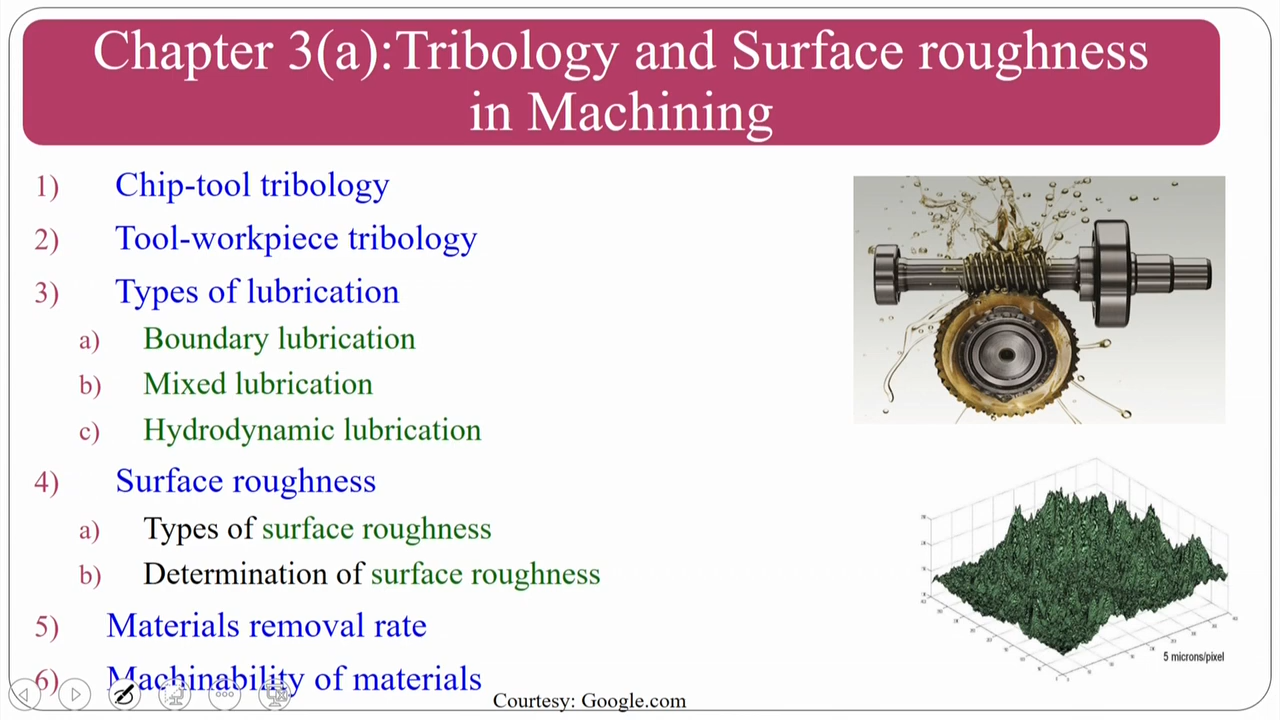 Chapter 3(a):Tribology and Surface roughness
in Machining
1) Chip-tool tribology
2) Tool-workpiece tribology
3) Types of lubrication
a) Boundary lubrication
b) Mixed lubrication
c) Hydrodynamic lubrication
4) Surface roughness
a) Types of surface roughness
b) Determination of surface roughness
5) Materials removal rate
6) Machinability of materials
5 microns/pixel
Courtesy: Google.com